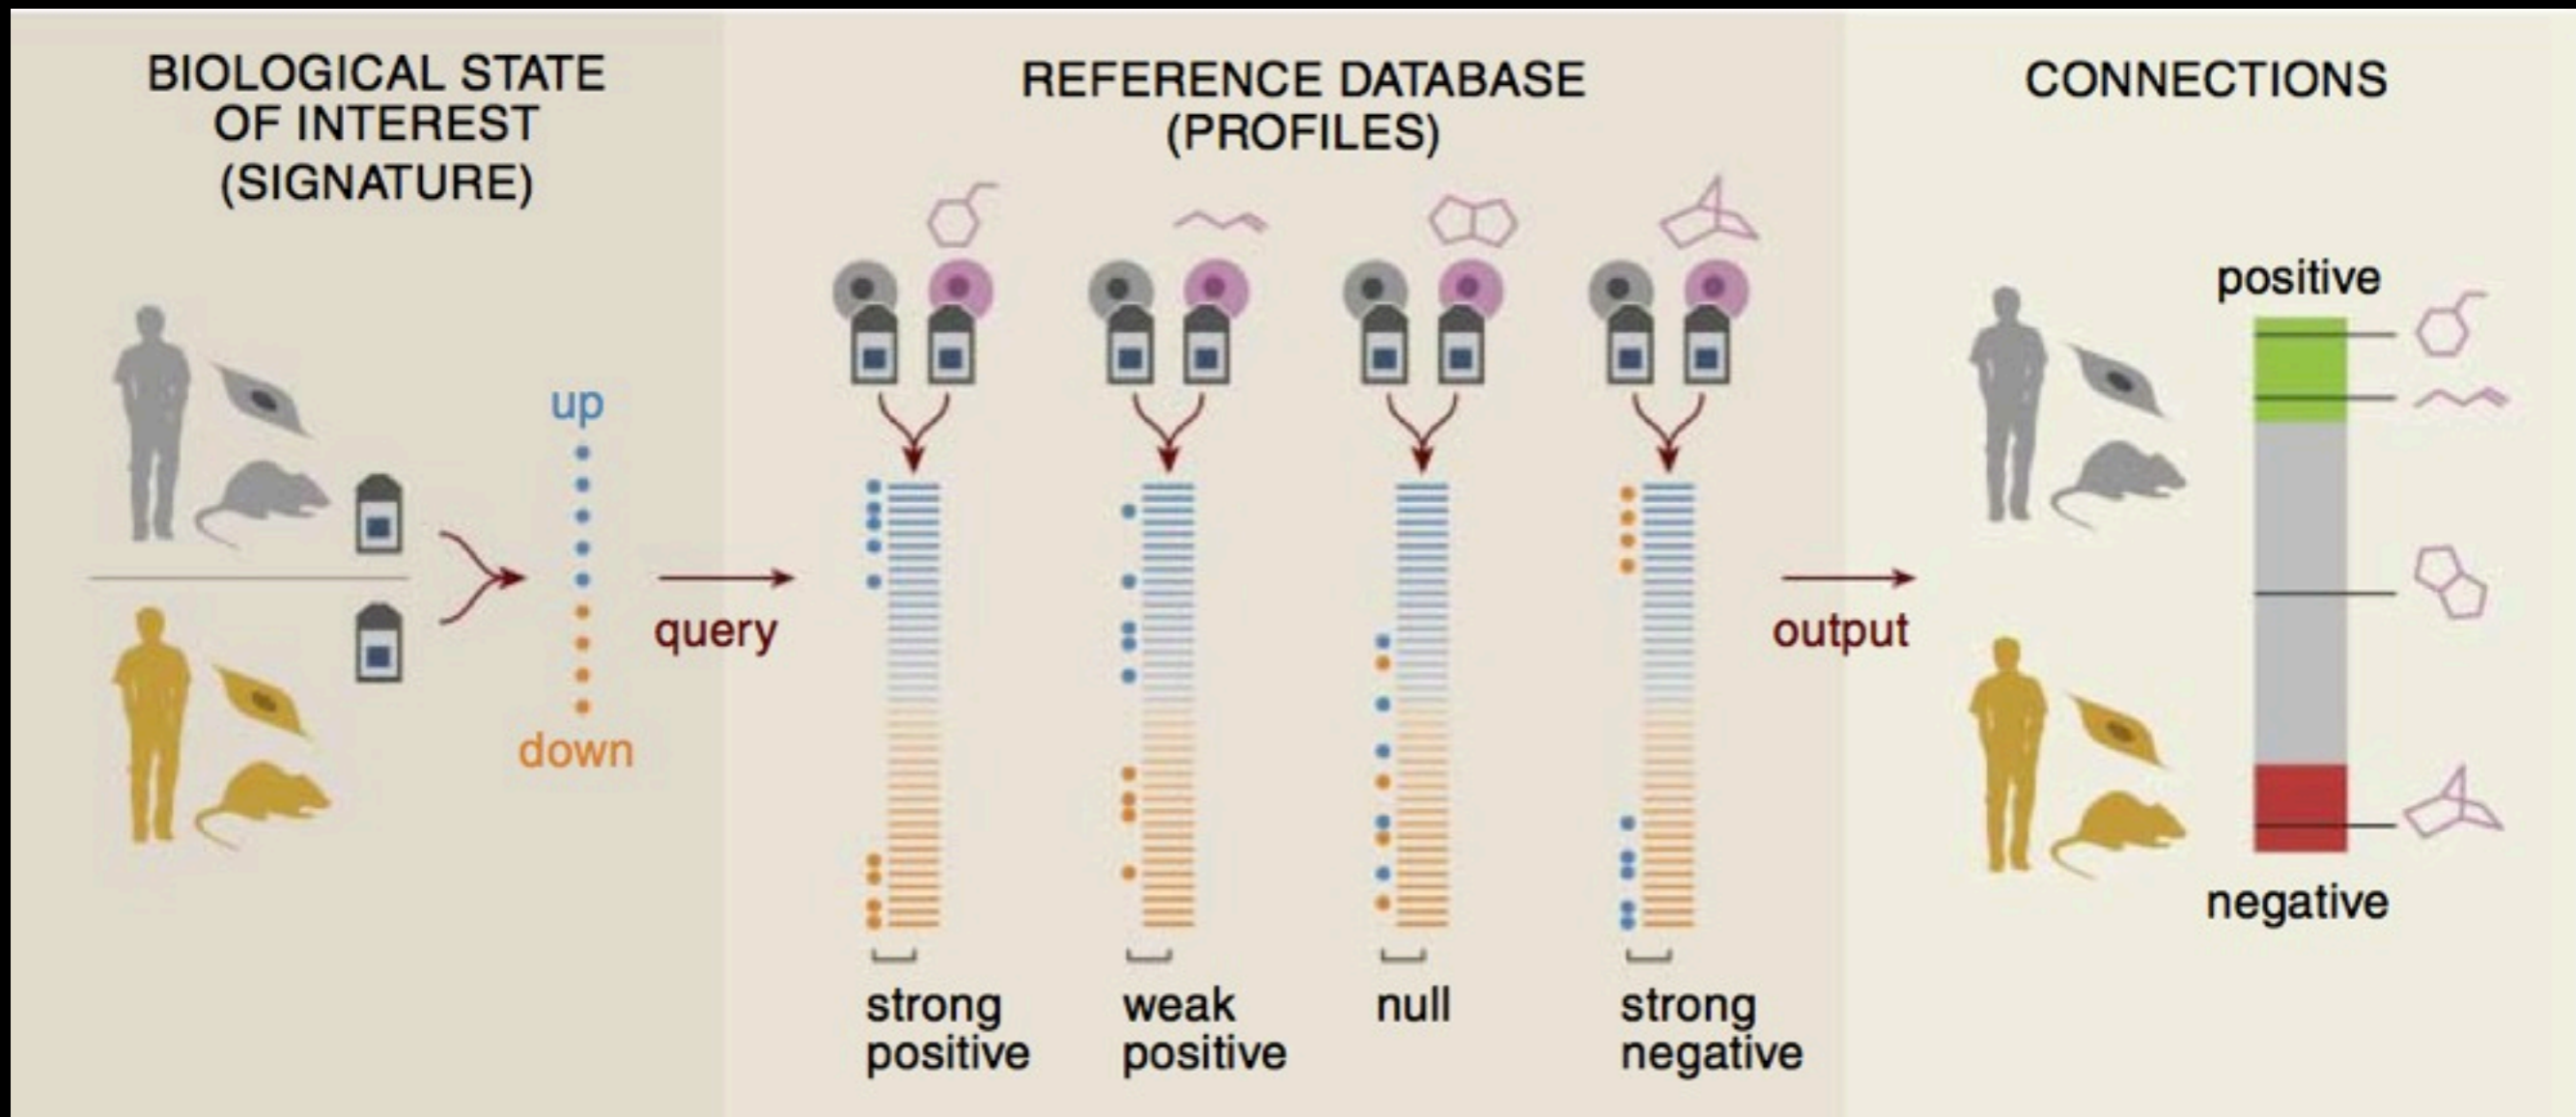 BIOLOGICAL STATE
OF INTEREST
(SIGNATURE)
up
down
query
REFERENCE DATABASE
(PROFILES)
strong
positive
weak
positive
null
strong
negative
output
CONNECTIONS
positive
negative